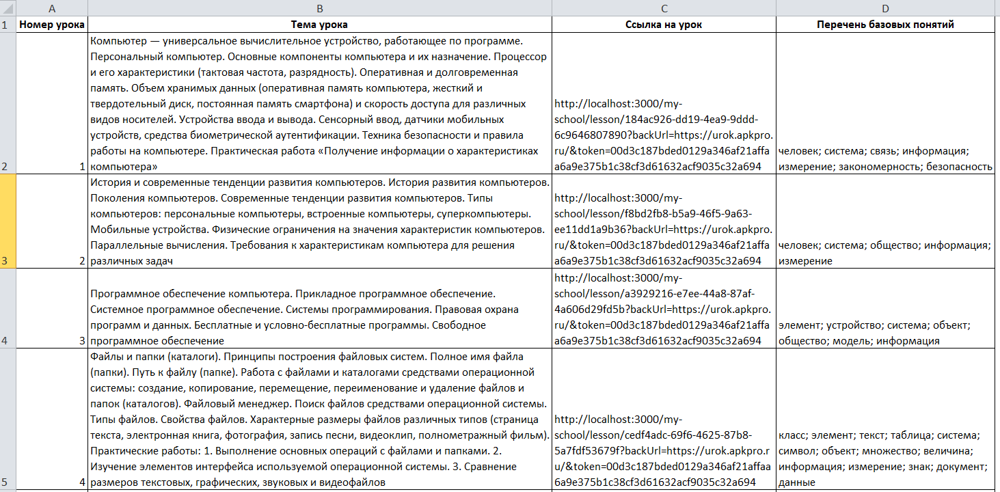 A B C D
1 Номер урока Тема урока Ссылка на урок Перечень базовых понятий
Компьютер — универсальное вычислительное устройство, работающее по программе.
Персональный компьютер. Основные компоненты компьютера и их назначение. Процессор
и его характеристики (тактовая частота, разрядность). Оперативная и долговременная
память. Объем хранимых данных (оперативная память компьютера, жесткий и
твердотельный диск, постоянная память смартфона) и скорость доступа для различных
видов носителей. Устройства ввода и вывода. Сенсорный ввод, датчики мобильных
устройств, средства биометрической аутентификации. Техника безопасности и правила
работы на компьютере. Практическая работа «Получение информации о характеристиках
компьютера»
http://localhost:3000/my-
school/lesson/184ac926-dd19-4ea9-9ddd-
6c9646807890?backUrl=https://urok.apkpro.
ru/&token=00d3c187bded0129a346af21affa
a6a9e375b1c38cf3d61632acf9035c32a694
человек; система; связь; информация;
измерение; закономерность; безопасность
2 1
История и современные тенденции развития компьютеров. История развития компьютеров.
Поколения компьютеров. Современные тенденции развития компьютеров. Типы
компьютеров: персональные компьютеры, встроенные компьютеры, суперкомпьютеры.
Мобильные устройства. Физические ограничения на значения характеристик компьютеров.
Параллельные вычисления. Требования к характеристикам компьютера для решения
различных задач
http://localhost:3000/my-
school/lesson/f8bd2fb8-b5a9-46f5-9a63-
ee11dd1a9b36?backUrl=https://urok.apkpro.
ru/&token=00d3c187bded0129a346af21affa
a6a9e375b1c38cf3d61632acf9035c32a694
человек; система; общество; информация;
измерение
3 2
Программное обеспечение компьютера. Прикладное программное обеспечение.
Системное программное обеспечение. Системы программирования. Правовая охрана
программ и данных. Бесплатные и условно-бесплатные программы. Свободное
программное обеспечение
http://localhost:3000/my-
school/lesson/a3929216-e7ee-44a8-87af-
4a606d29fd5b?backUrl=https://urok.apkpro.
ru/&token=00d3c187bded0129a346af21affa
a6a9e375b1c38cf3d61632acf9035c32a694
элемент; устройство; система; объект;
общество; модель; информация
4 3
Файлы и папки (каталоги). Принципы построения файловых систем. Полное имя файла
(папки). Путь к файлу (папке). Работа с файлами и каталогами средствами операционной
системы: создание, копирование, перемещение, переименование и удаление файлов и
папок (каталогов). Файловый менеджер. Поиск файлов средствами операционной системы.
Типы файлов. Свойства файлов. Характерные размеры файлов различных типов (страница
текста, электронная книга, фотография, запись песни, видеоклип, полнометражный фильм).
Практические работы: 1. Выполнение основных операций с файлами и папками. 2.
Изучение элементов интерфейса используемой операционной системы. 3. Сравнение
размеров текстовых, графических, звуковых и видеофайлов
http://localhost:3000/my-
school/lesson/cedf4adc-69f6-4625-87b8-
5a7fdf53679f?backUrl=https://urok.apkpro.r
u/&token=00d3c187bded0129a346af21affaa
6a9e375b1c38cf3d61632acf9035c32a694
класс; элемент; текст; таблица; система;
символ; объект; множество; величина;
информация; измерение; знак; документ;
данные
5 4